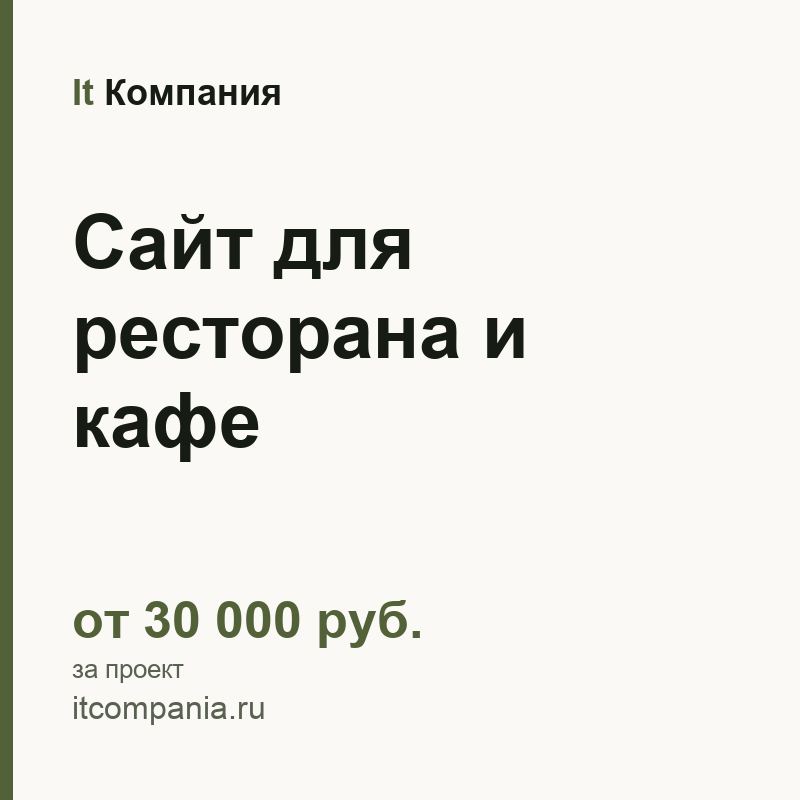 It Компания
Сайт для
ресторана и
кафе
от 30 000 руб.
за проект
itcompania.ru